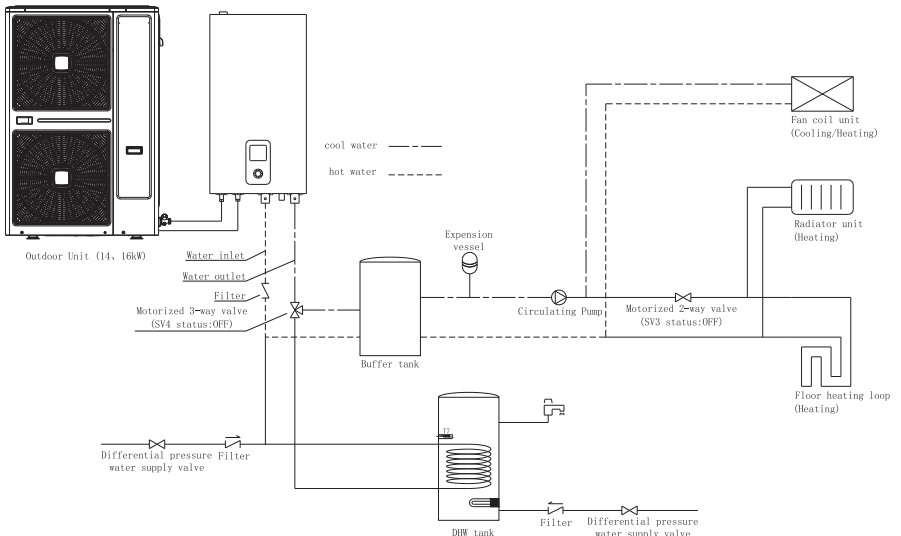 cool water
hot water
Fan coil unit
(Cooling/Heating)
Radiator unit
(Heating)
Expension
vessel
Outdoor Unit (14、16kW)
Water inlet
Water outlet
Filter
Motorized 3-way valve
(SV4 status:OFF)
Circulating Pump
Motorized 2-way valve
(SV3 status:OFF)
Buffer tank
Floor heating loop
(Heating)
Differential pressure
water supply valve
Filter
Filter
Differential pressure
water supply valve
DHW tank